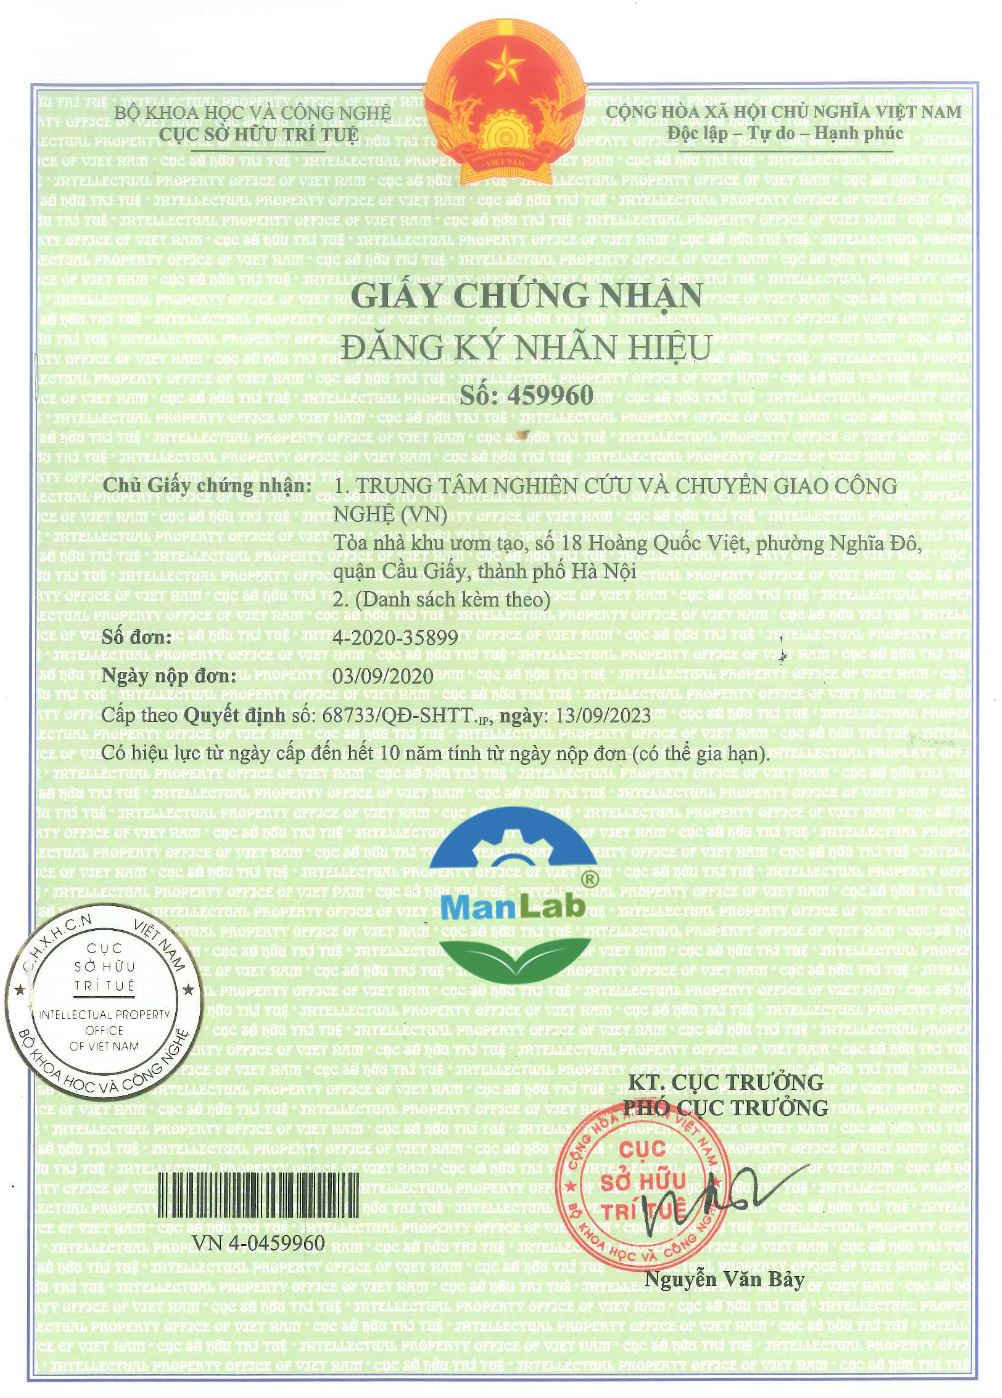 BỘ KHOA HỌC VÀ CÔNG NGHỆ
CỤC SỞ HỮU TRÍ TUỆ
CỘNG HÒA XÃ HỘI CHỦ NGHĨA VIỆT NAM
Độc lập – Tự do – Hạnh phúc
VIỆT NAM
GIẤY CHỨNG NHẬN
ĐĂNG KÝ NHÃN HIỆU
Số: 459960
Chủ Giấy chứng nhận: 1. TRUNG TÂM NGHIÊN CỨU VÀ CHUYỂN GIAO CÔNG
NGHỆ (VN)
Tòa nhà khu ươm tạo, số 18 Hoàng Quốc Việt, phường Nghĩa Đô,
quận Cầu Giấy, thành phố Hà Nội
2. (Danh sách kèm theo)
Số đơn: 4-2020-35899
Ngày nộp đơn: 03/09/2020
Cấp theo Quyết định số: 68733/QĐ-SHTT.IP, ngày: 13/09/2023
Có hiệu lực từ ngày cấp đến hết 10 năm tính từ ngày nộp đơn (có thể gia hạn).
ManLab®
C.H.X.H.C.N VIỆT NAM
CỤC
SỞ HỮU
TRÍ TUỆ
INTELLECTUAL PROPERTY
OFFICE
OF VIET NAM
BỘ KHOA HỌC VÀ CÔNG NGHỆ
KT. CỤC TRƯỞNG
PHÓ CỤC TRƯỞNG
CỘNG HÒA X.H.C.N VIỆT NAM
CỤC
SỞ HỮU
TRÍ TUỆ
BỘ KHOA HỌC VÀ CÔNG NGHỆ
Nguyễn Văn Bảy
VN 4-0459960